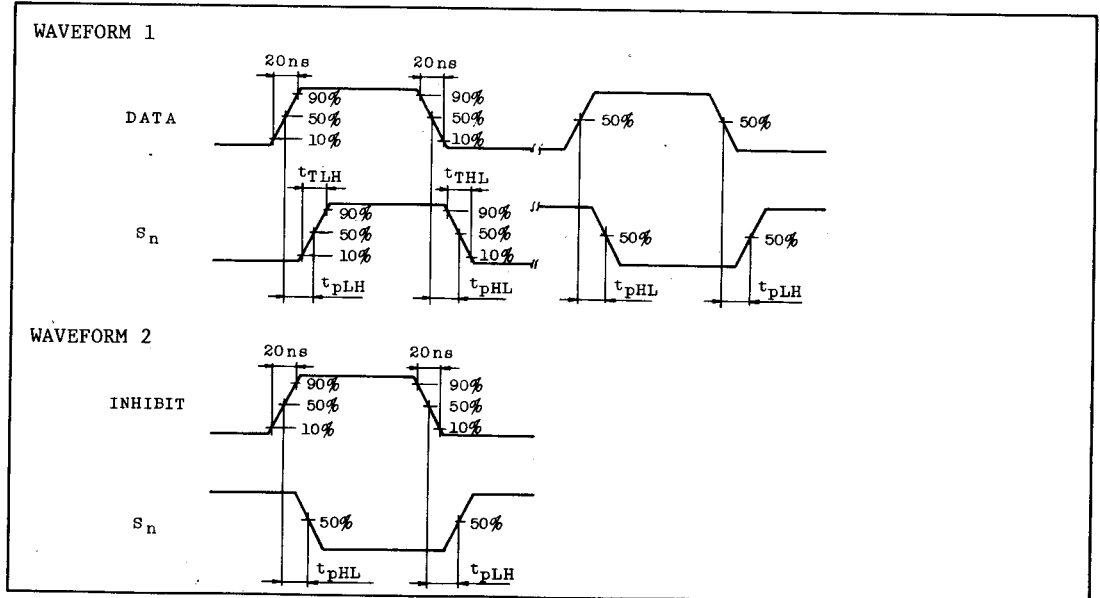 WAVEFORM 1
20ns 20ns
90% 90%
DATA 50% 50% 50% 50%
10% 10%
tTLH tTHL
90% 90%
Sn 50% 50% 50% 50%
10% 10%
tpLH tpHL tpHL tpLH
WAVEFORM 2
20ns 20ns
90% 90%
INHIBIT 50% 50%
10% 10%
Sn 50% 50%
tpHL tpLH